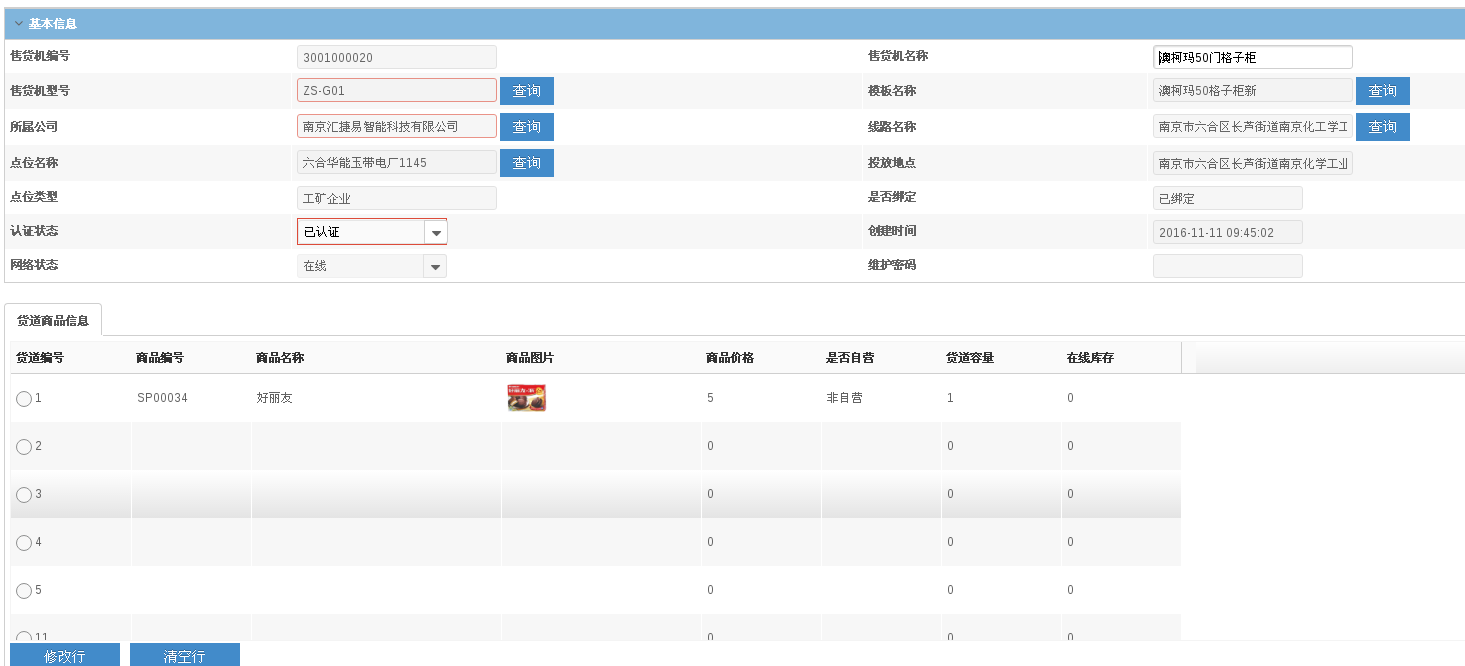 基本信息
售货机编号 3001000020 售货机名称 澳柯玛50门格子柜
售货机型号 ZS-G01 查询 模板名称 澳柯玛50格子柜新 查询
所属公司 南京汇捷易智能科技有限公司 查询 线路名称 南京市六合区长芦街道南京化工学工 查询
点位名称 六合华能玉带电厂1145 查询 投放地点 南京市六合区长芦街道南京化学工业
点位类型 工矿企业 是否绑定 已绑定
认证状态 已认证 创建时间 2016-11-11 09:45:02
网络状态 在线 维护密码
货道商品信息
货道编号 商品编号 商品名称 商品图片 商品价格 是否自营 货道容量 在线库存
1 SP00034 好丽友 5 非自营 1 0
2 0 0 0
3 0 0 0
4 0 0 0
5 0 0 0
11 0 0 0
修改行 清空行